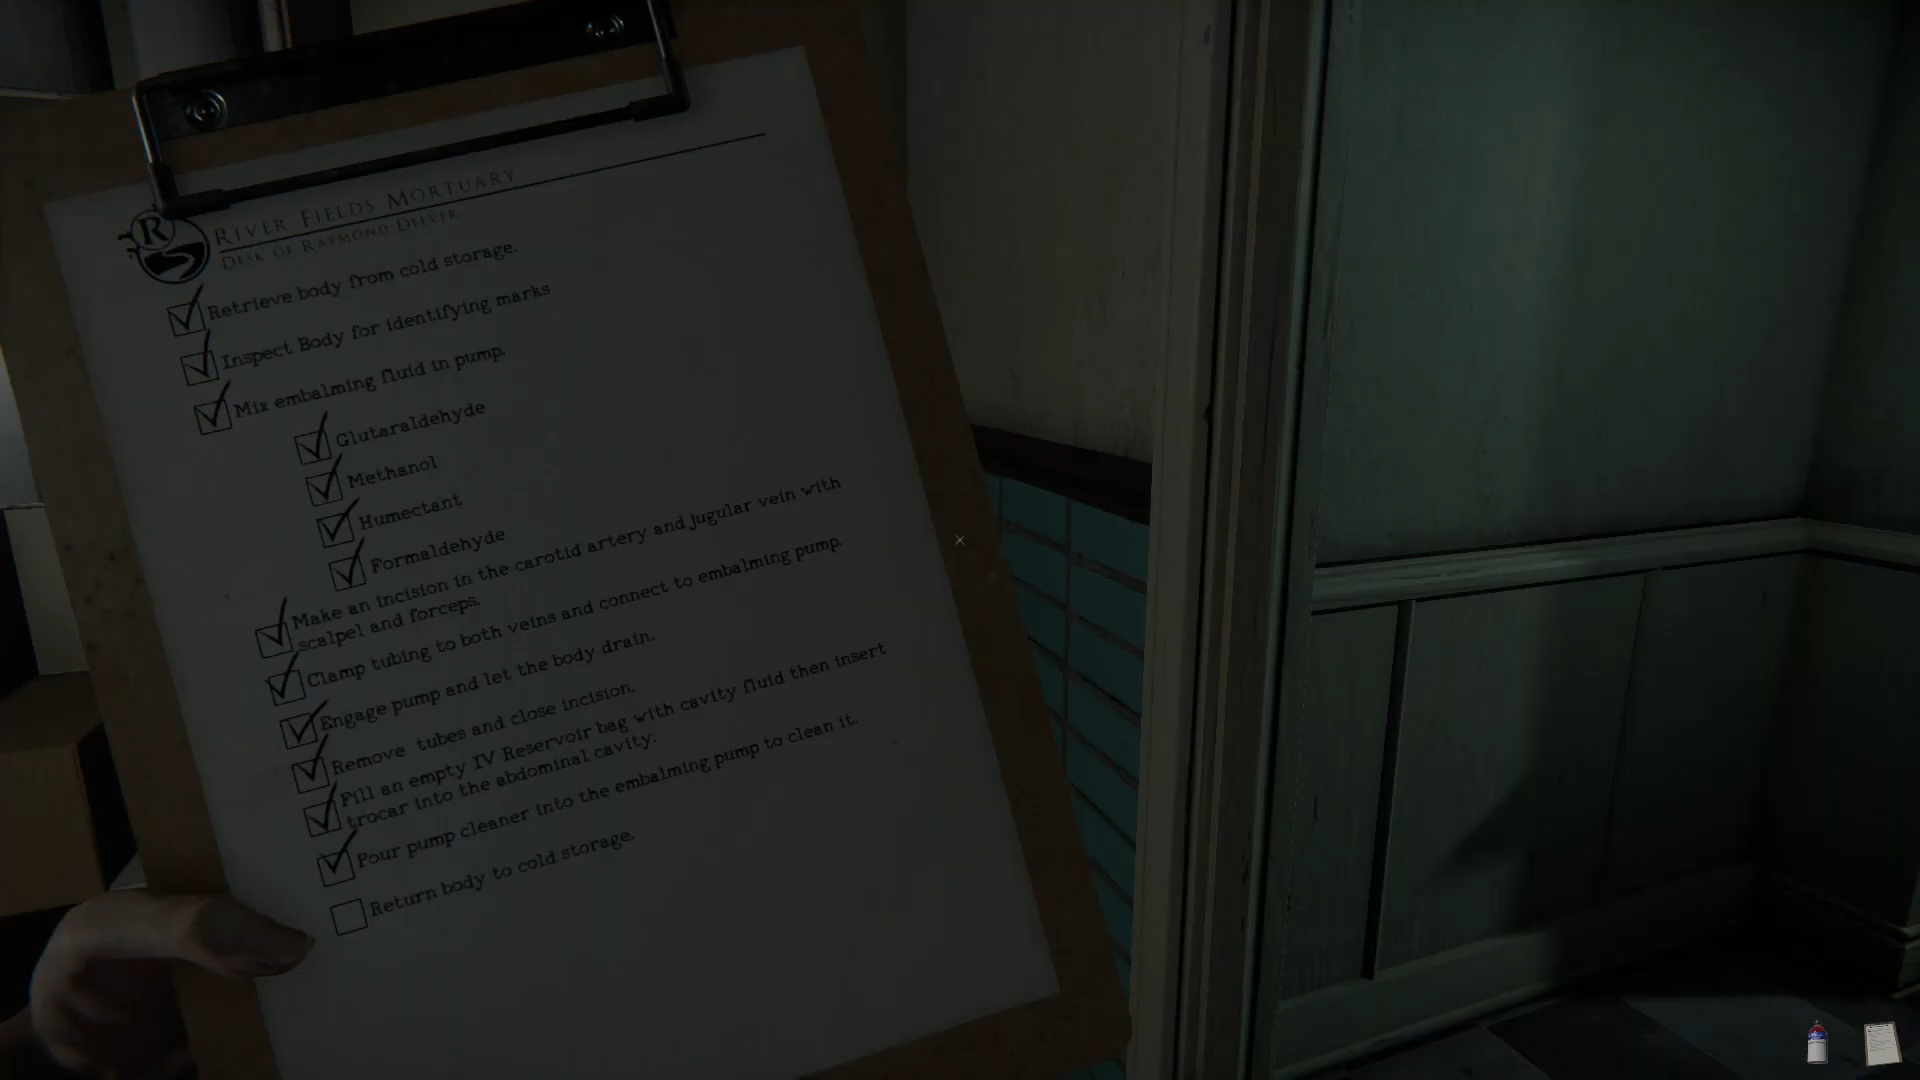 R
RIVER FIELDS MORTUARY
DESK OF RAYMOND DELVER
Retrieve body from cold storage.
Inspect Body for identifying marks
Mix embalming fluid in pump.
Glutaraldehyde
Methanol
Humectant
Formaldehyde
Make an incision in the carotid artery and jugular vein with
scalpel and forceps.
Clamp tubing to both veins and connect to embalming pump.
Engage pump and let the body drain.
Remove tubes and close incision.
Fill an empty IV Reservoir bag with cavity fluid then insert
trocar into the abdominal cavity.
Pour pump cleaner into the embalming pump to clean it.
Return body to cold storage.